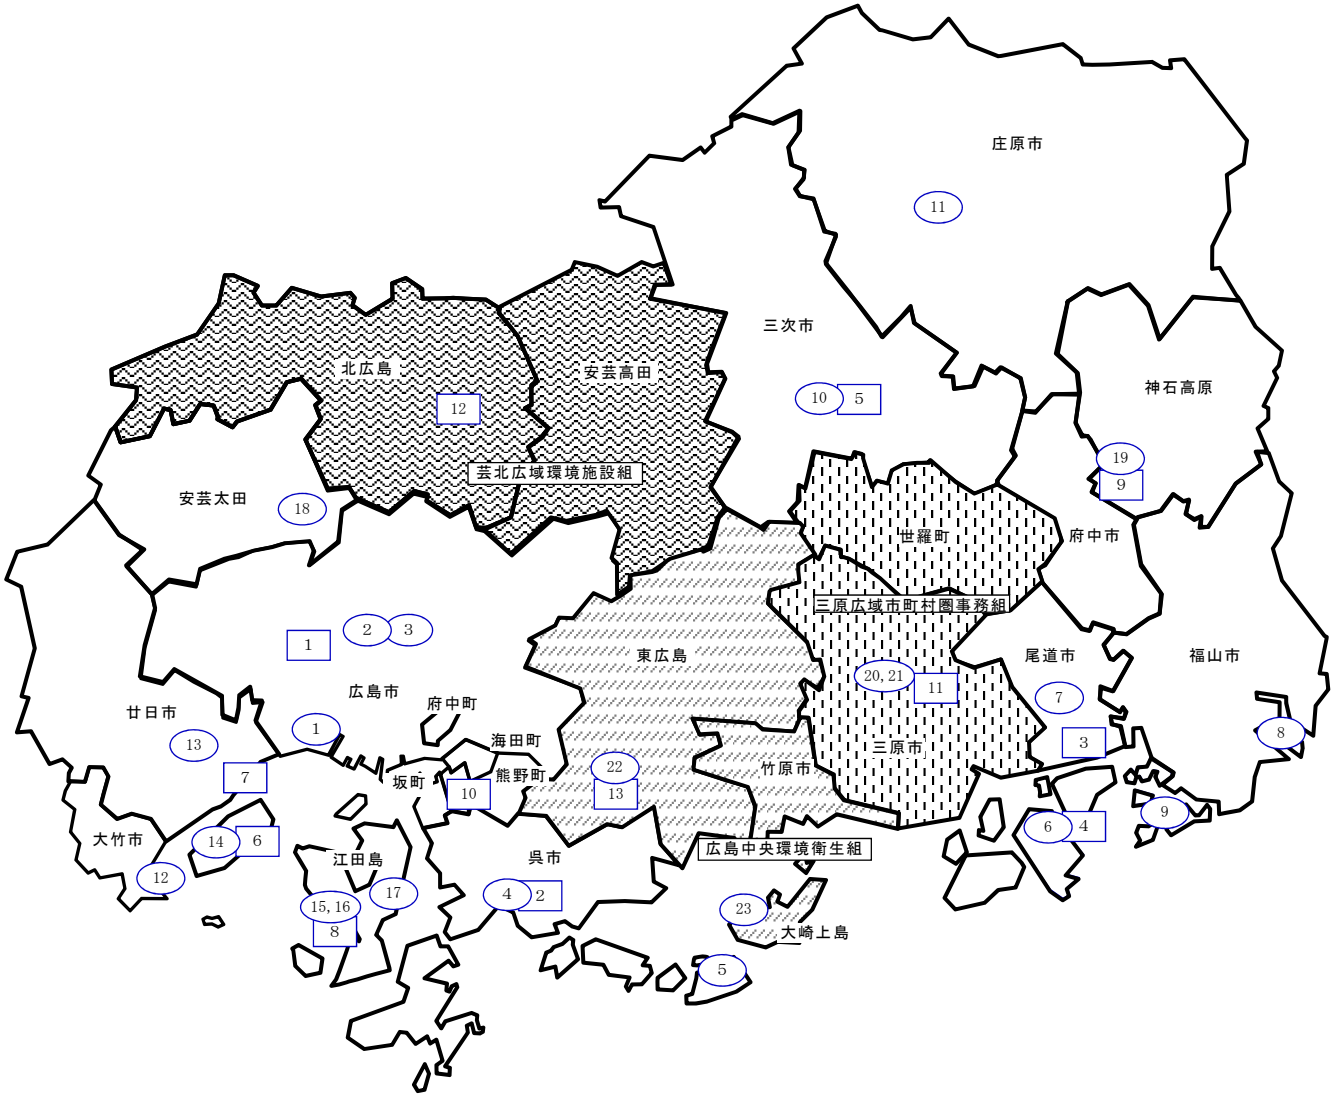 庄原市
11
三次市
北広島
安芸高田
神石高原
10
5
12
19
芸北広域環境施設組
9
安芸太田
18
世羅町
府中市
三原広域市町村圏事務組
2
3
1
東広島
尾道市
福山市
20,21
11
広島市
7
府中町
廿日市
1
8
海田町
13
3
三原市
22
竹原市
熊野町
7
坂町
10
13
9
6
4
大竹市
14
6
広島中央環境衛生組
江田島
呉市
12
17
4
2
15,16
23
8
大崎上島
5